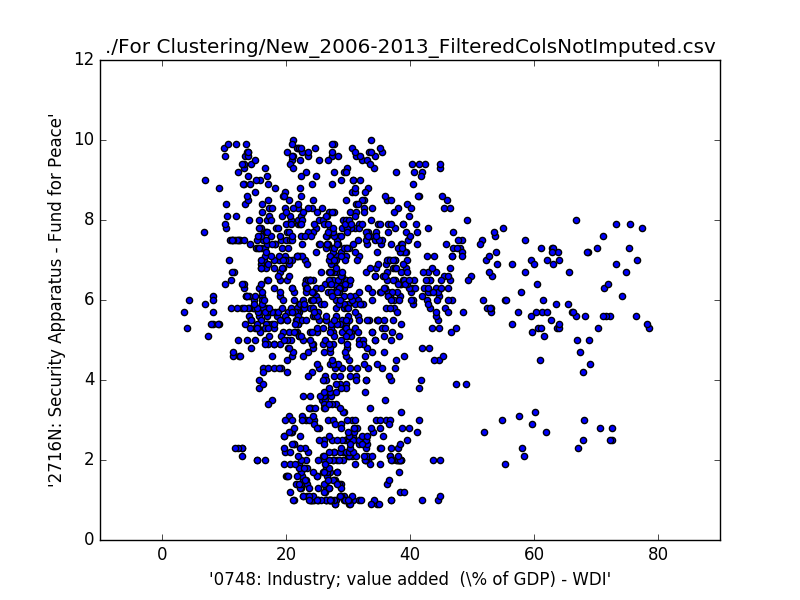 ./For Clustering/New_2006-2013_FilteredColsNotImputed.csv
12
10
8
6
4
2
0
'2716N: Security Apparatus - Fund for Peace'
0 20 40 60 80
'0748: Industry; value added  (\% of GDP) - WDI'